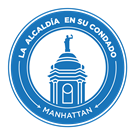 LA ALCALDÍA EN SU CONDADO
MANHATTAN